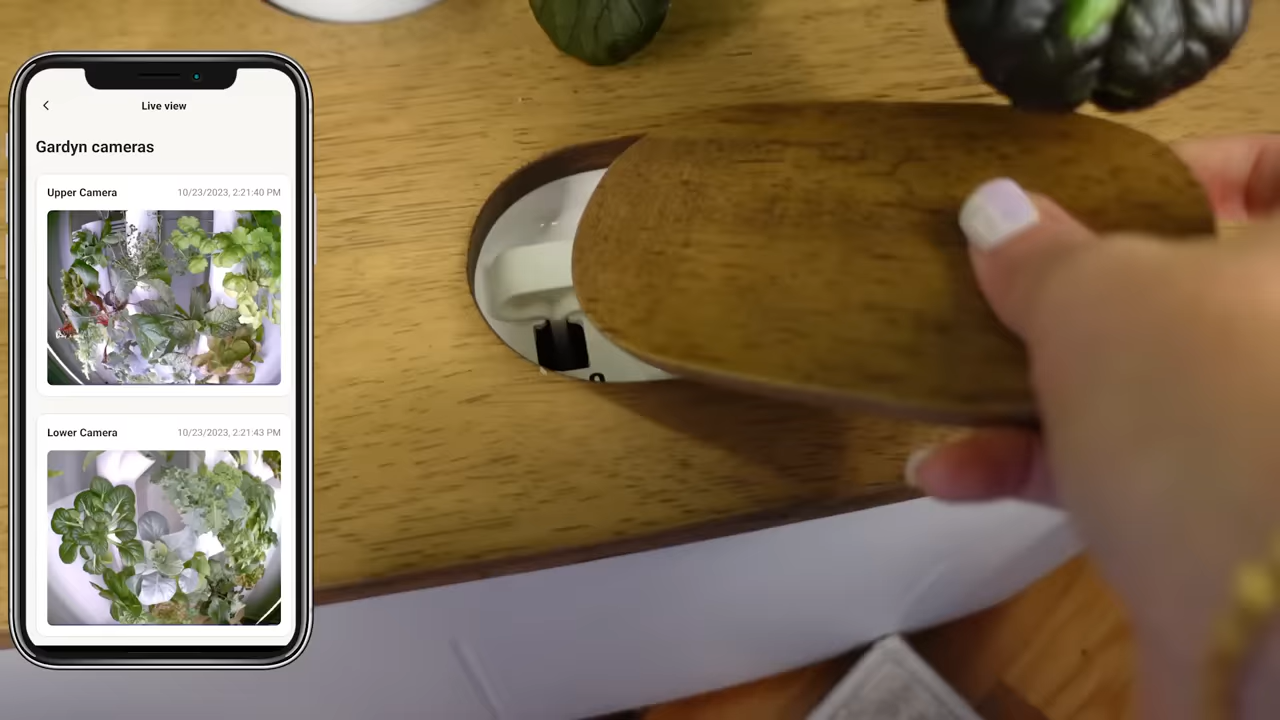 Live view
Gardyn cameras
Upper Camera 10/23/2023, 2:21:40 PM
Lower Camera 10/23/2023, 2:21:43 PM